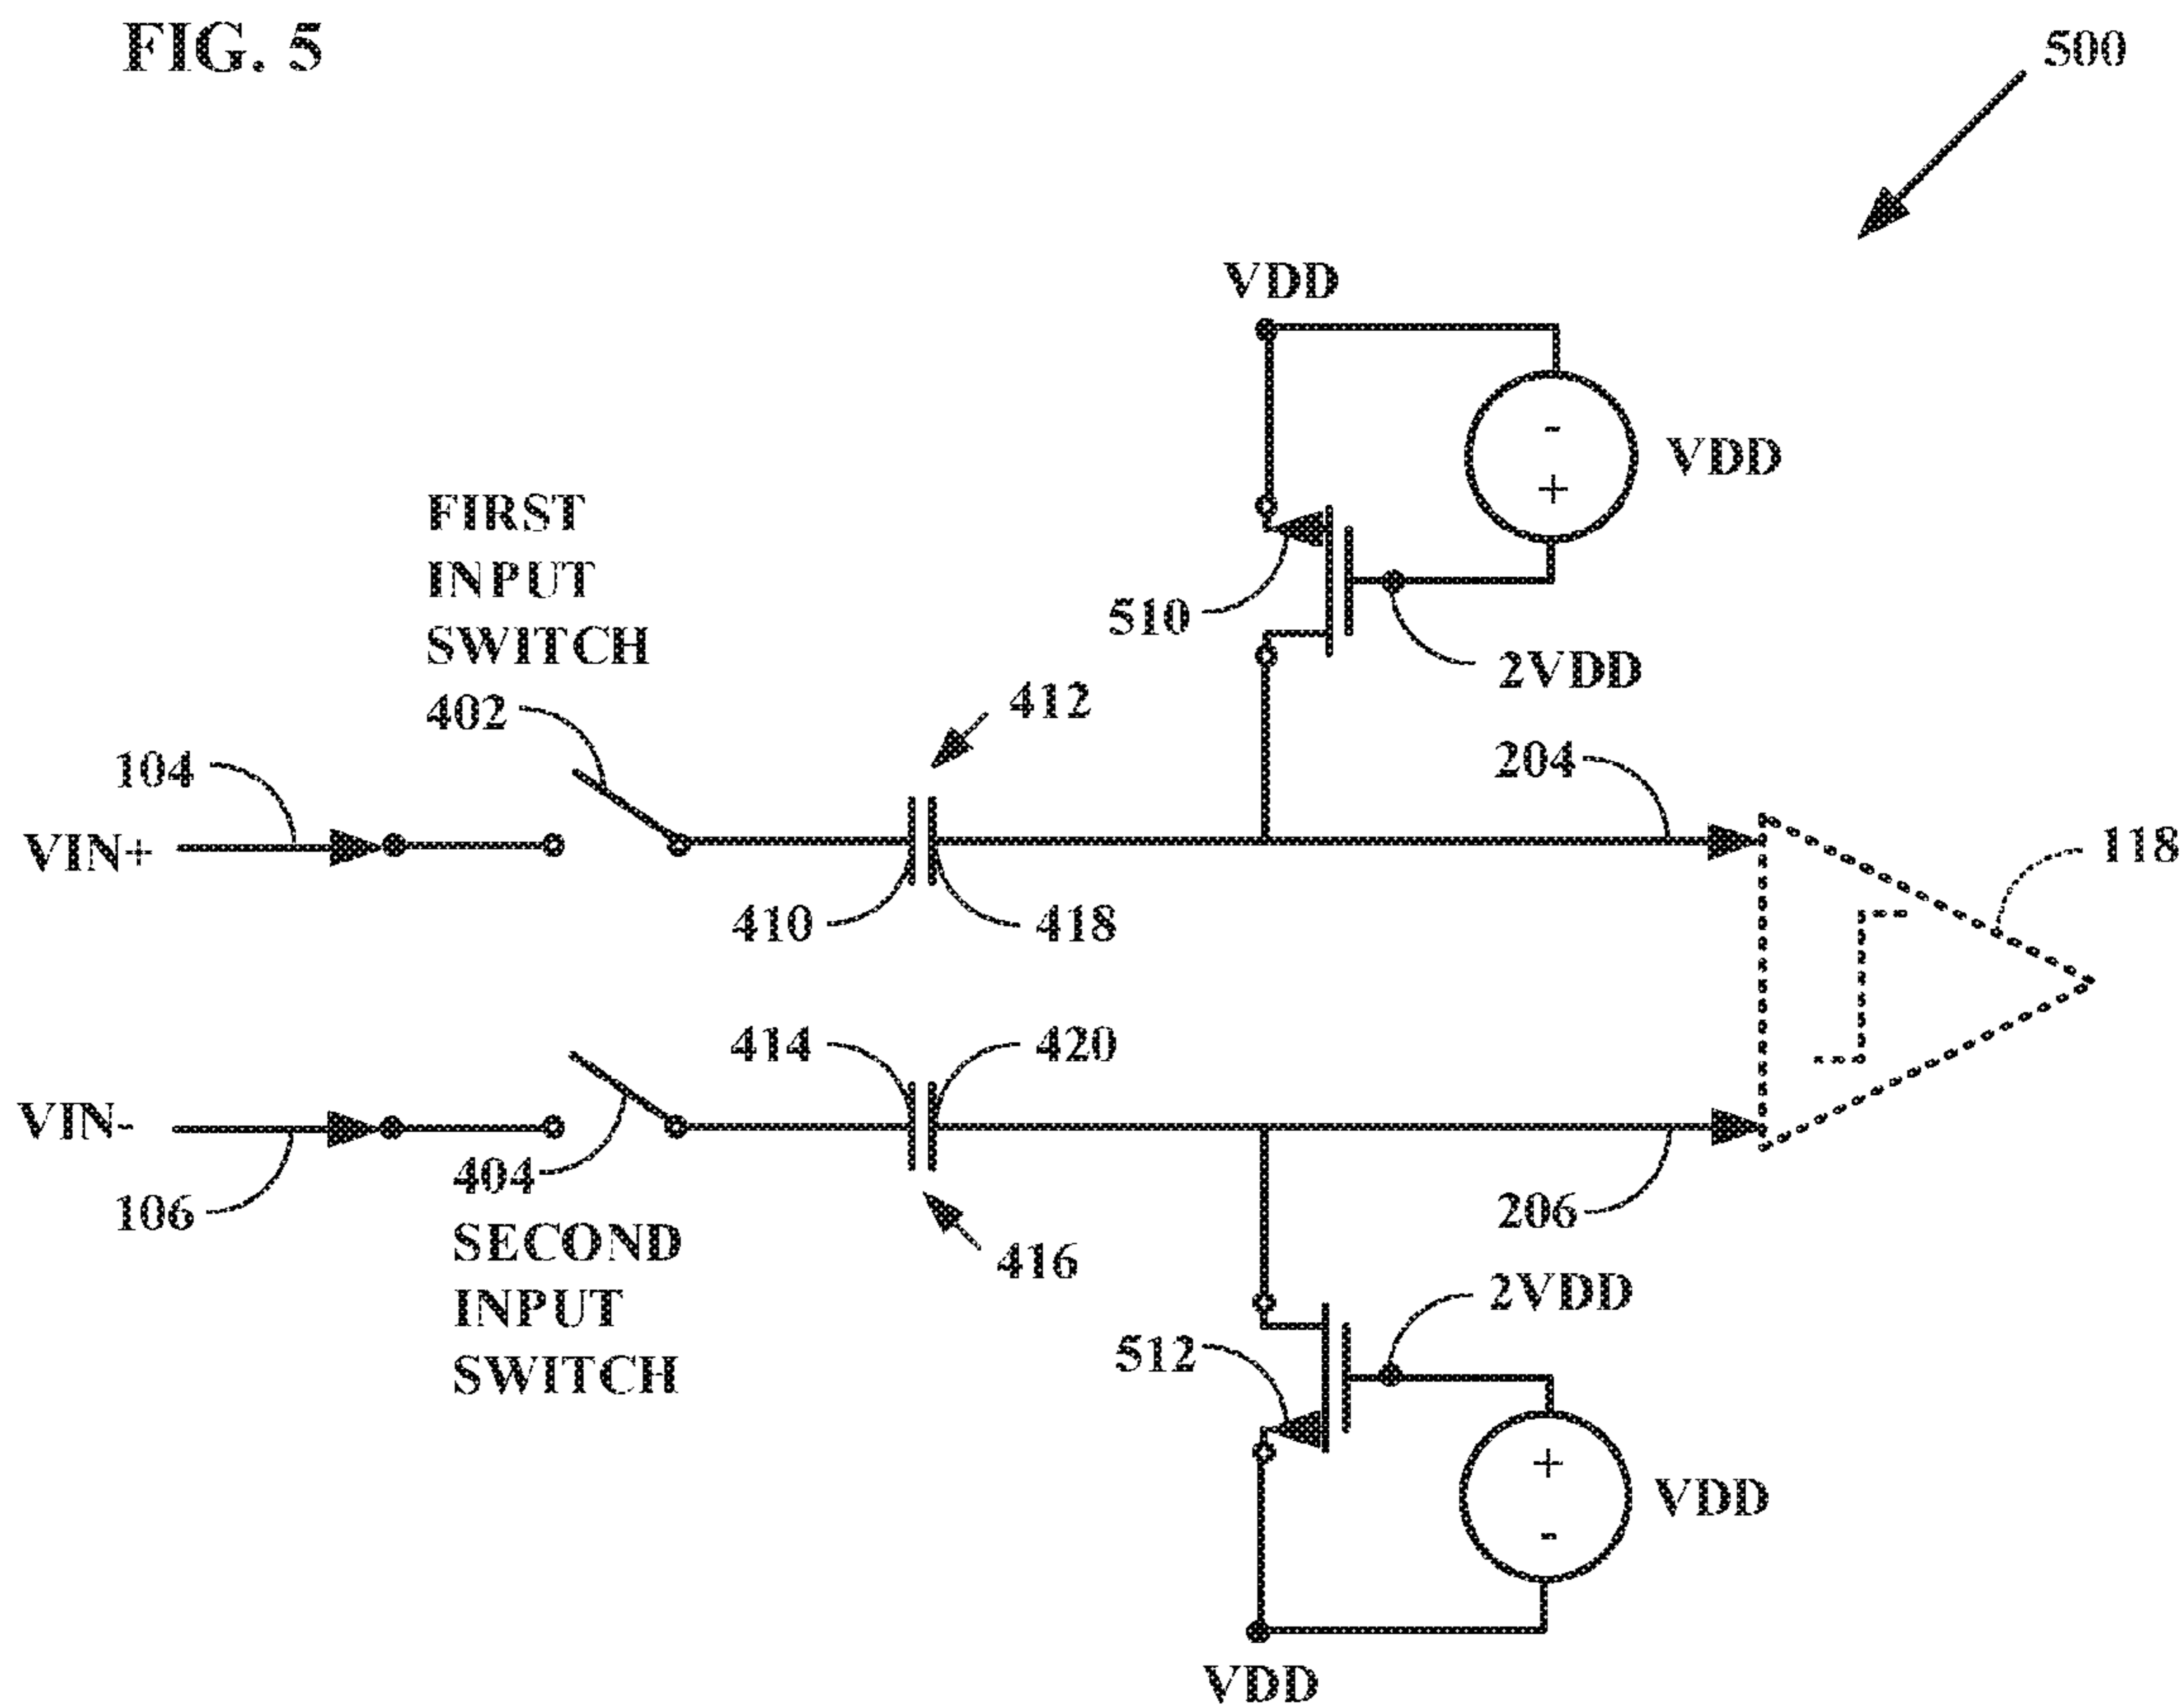 FIG. 5
500
VDD
-
+
VDD
FIRST
INPUT
SWITCH
402
510
2VDD
412
104
204
VIN+
118
410
418
414
420
VIN-
404
106
SECOND
INPUT
SWITCH
416
206
2VDD
512
+
-
VDD
VDD